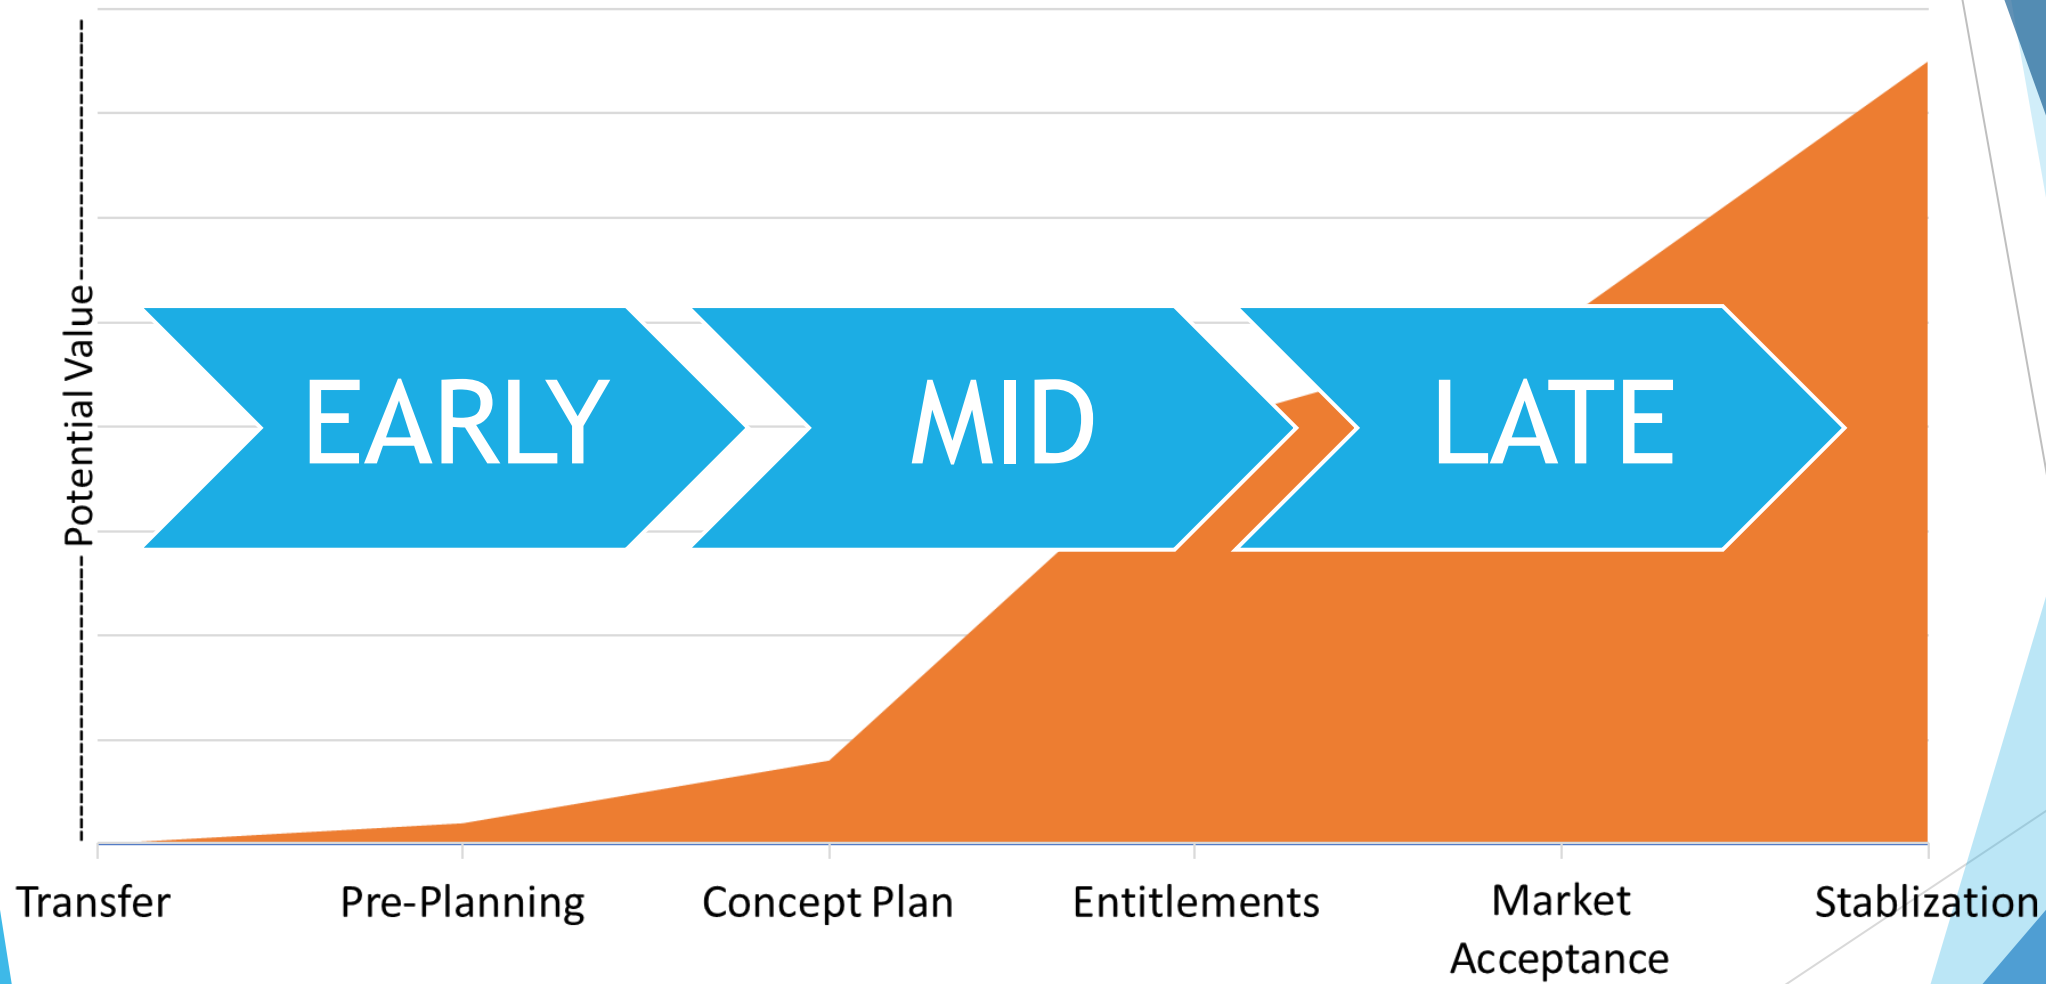 Potential Value
EARLY
MID
LATE
Transfer
Pre-Planning
Concept Plan
Entitlements
Market
Acceptance
Stablization